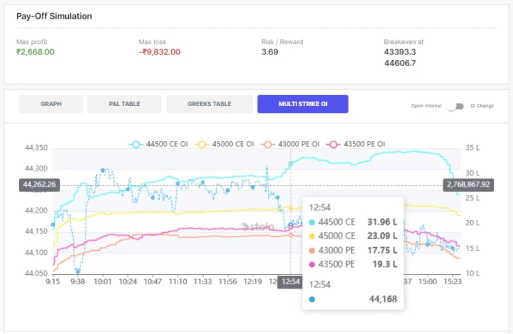 Pay-Off Simulation
Max profit Max loss Risk / Reward Breakeven at
₹2,668.00 -₹9,832.00 3.69 43393.3
44606.7
GRAPH P&L TABLE GREEKS TABLE MULTI STRIKE OI Open Interest OI Change
44500 CE OI 45000 CE OI 43000 PE OI 43500 PE OI
44,350 35 L
44,300 30 L
44,262.26 2,768,867.92
44,200 20 L
44,150
44,100 15 L
44,050 10 L
9:15 9:38 10:01 10:24 10:47 11:10 11:33 12:54 15:00 15:23
12:54
44500 CE 31.96 L
45000 CE 23.09 L
43000 PE 17.75 L
43500 PE 19.3 L
12:54
44,168